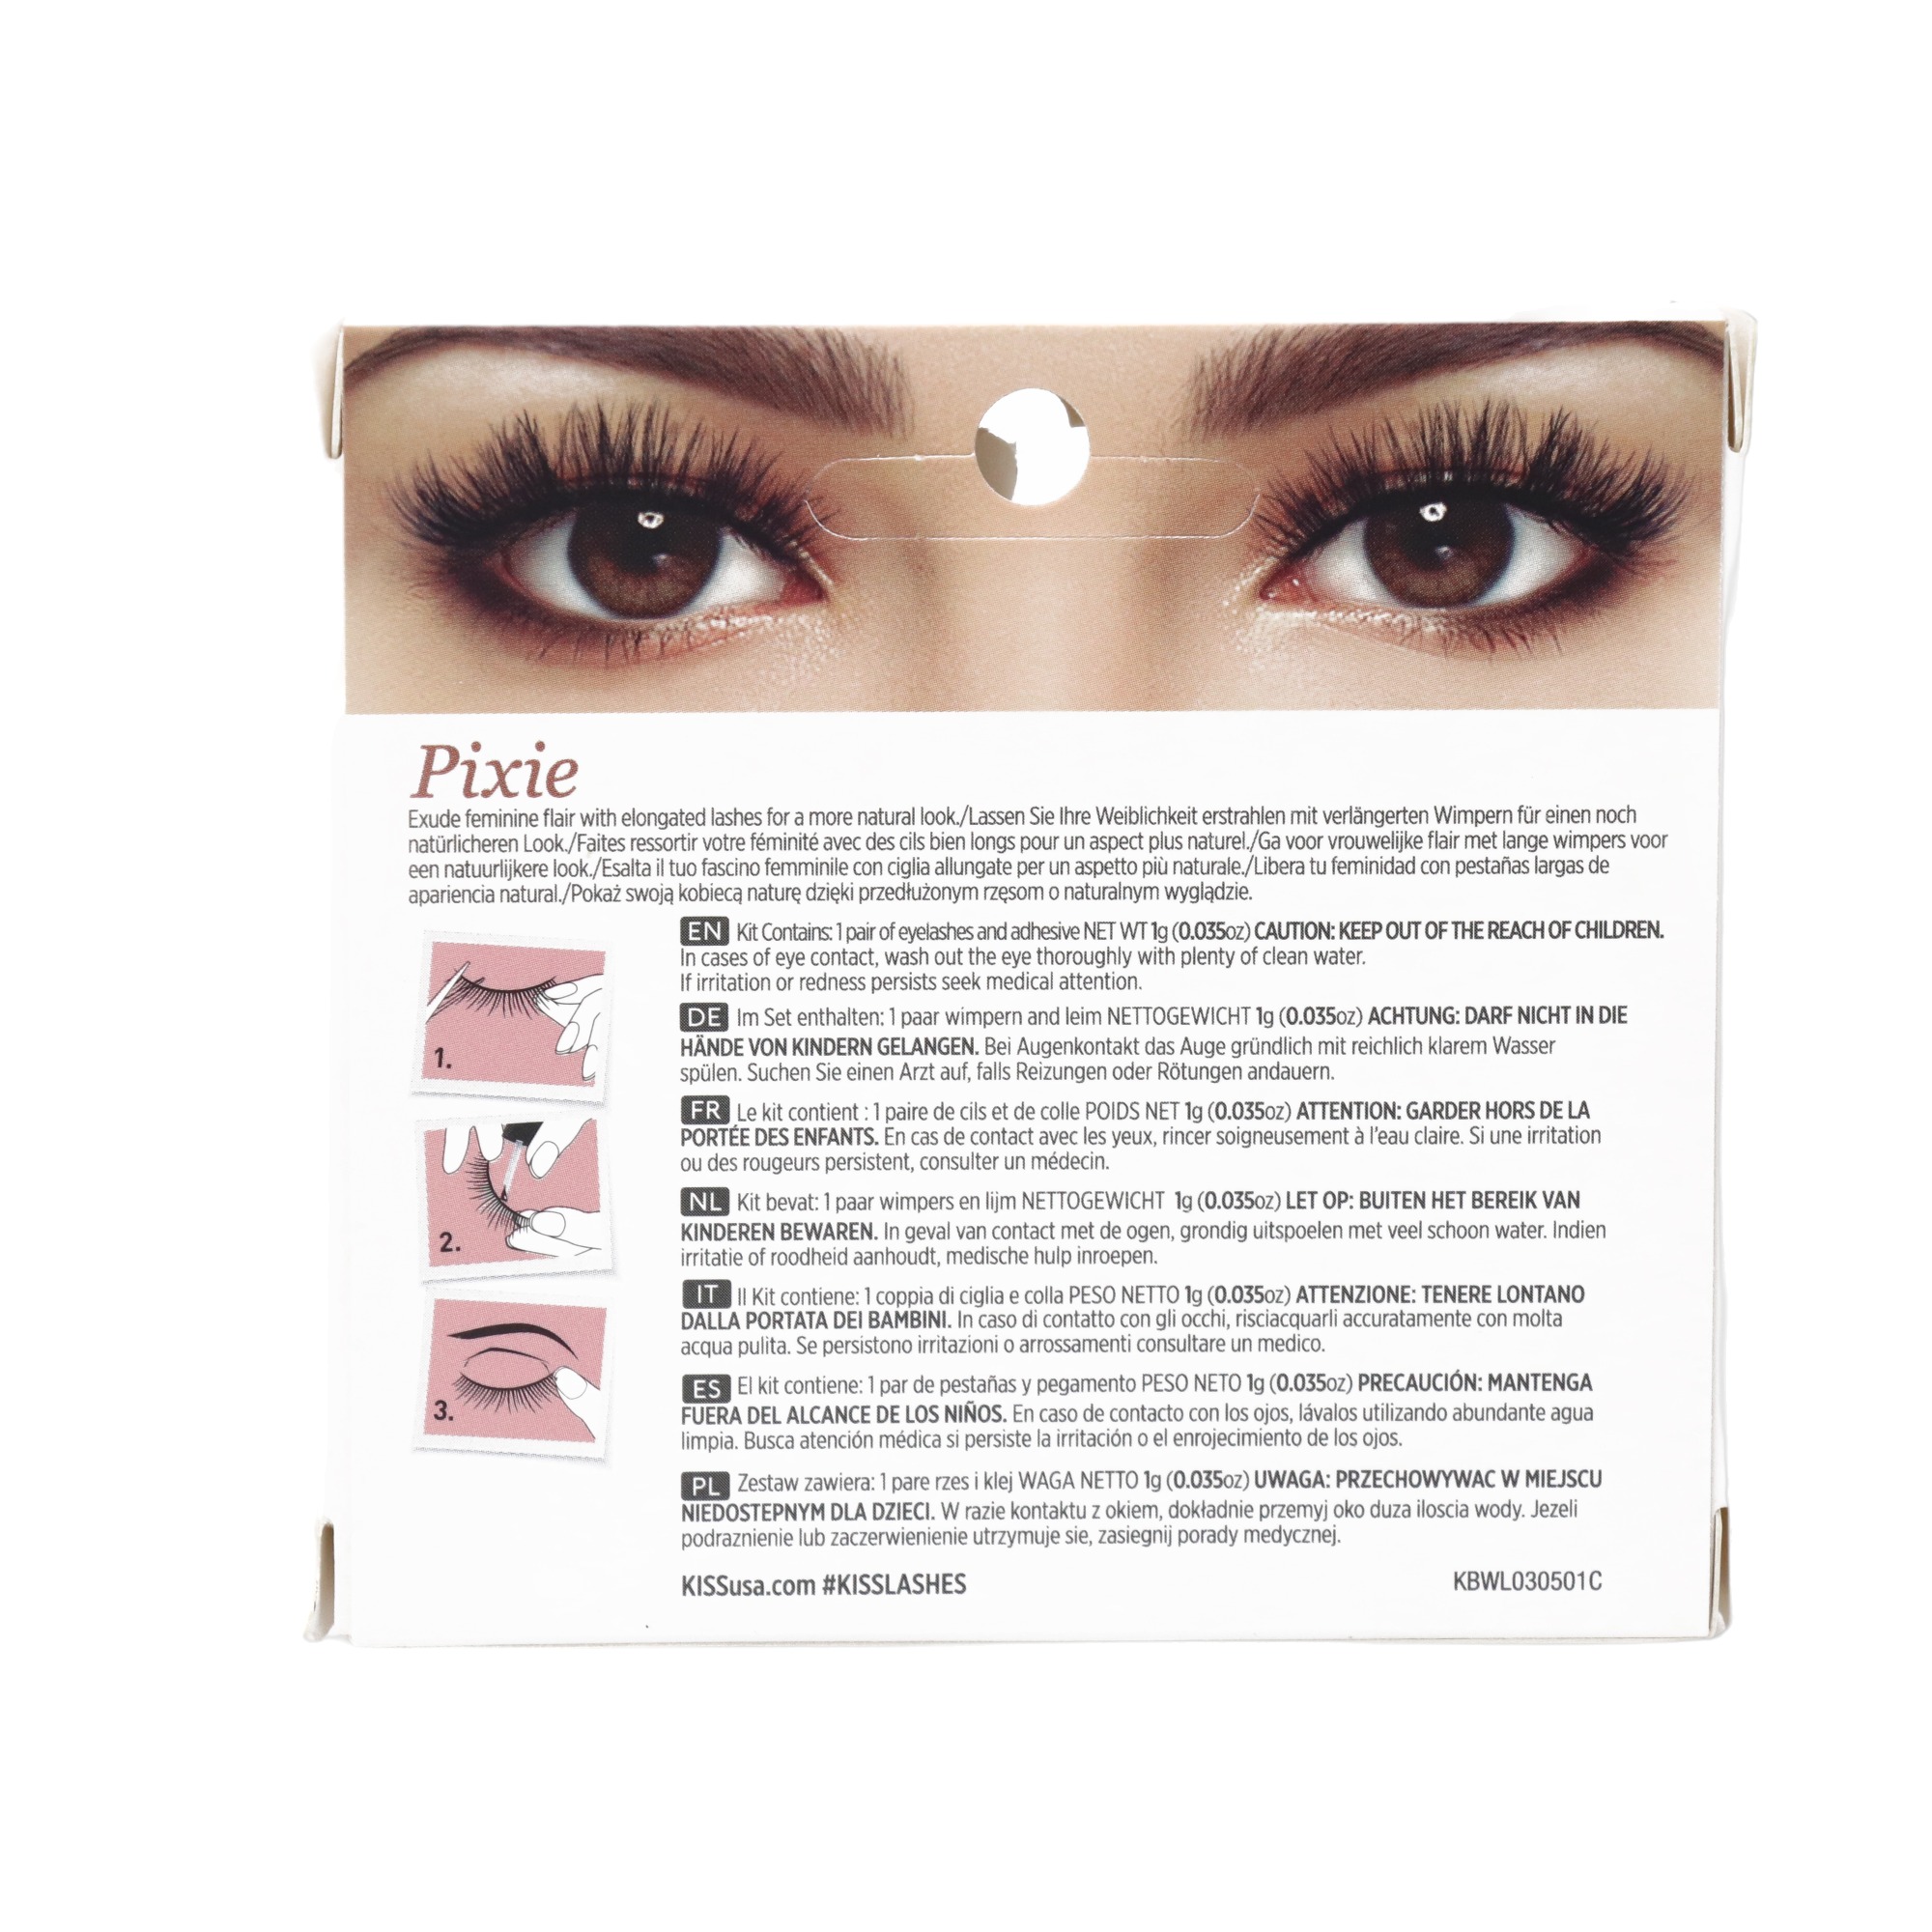 Pixie
Exude feminine flair with elongated lashes for a more natural look./Lassen Sie Ihre Weiblichkeit erstrahlen mit verlängerten Wimpern für einen noch
natürlicheren Look./Faites ressortir votre féminité avec des cils bien longs pour un aspect plus naturel./Ga voor vrouwelijke flair met lange wimpers voor
een natuurlijkere look./Esalta il tuo fascino femminile con ciglia allungate per un aspetto più naturale./Libera tu feminidad con pestañas largas de
apariencia natural./Pokaż swoją kobiecą naturę dzięki przedłużonym rzęsom o naturalnym wyglądzie.
EN Kit Contains: 1 pair of eyelashes and adhesive NET WT 1g (0.035oz) CAUTION: KEEP OUT OF THE REACH OF CHILDREN.
In cases of eye contact, wash out the eye thoroughly with plenty of clean water.
If irritation or redness persists seek medical attention.
DE Im Set enthalten: 1 paar wimpern and leim NETTOGEWICHT 1g (0.035oz) ACHTUNG: DARF NICHT IN DIE
HÄNDE VON KINDERN GELANGEN. Bei Augenkontakt das Auge gründlich mit reichlich klarem Wasser
spülen. Suchen Sie einen Arzt auf, falls Reizungen oder Rötungen andauern.
FR Le kit contient : 1 paire de cils et de colle POIDS NET 1g (0.035oz) ATTENTION: GARDER HORS DE LA
PORTÉE DES ENFANTS. En cas de contact avec les yeux, rincer soigneusement à l'eau claire. Si une irritation
ou des rougeurs persistent, consulter un médecin.
NL Kit bevat: 1 paar wimpers en lijm NETTOGEWICHT 1g (0.035oz) LET OP: BUITEN HET BEREIK VAN
KINDEREN BEWAREN. In geval van contact met de ogen, grondig uitspoelen met veel schoon water. Indien
irritatie of roodheid aanhoudt, medische hulp inroepen.
IT Il Kit contiene: 1 coppia di ciglia e colla PESO NETTO 1g (0.035oz) ATTENZIONE: TENERE LONTANO
DALLA PORTATA DEI BAMBINI. In caso di contatto con gli occhi, risciacquarli accuratamente con molta
acqua pulita. Se persistono irritazioni o arrossamenti consultare un medico.
ES El kit contiene: 1 par de pestañas y pegamento PESO NETO 1g (0.035oz) PRECAUCIÓN: MANTENGA
FUERA DEL ALCANCE DE LOS NIÑOS. En caso de contacto con los ojos, lávalos utilizando abundante agua
limpia. Busca atención médica si persiste la irritación o el enrojecimiento de los ojos.
PL Zestaw zawiera: 1 pare rzes i klej WAGA NETTO 1g (0.035oz) UWAGA: PRZECHOWYWAC W MIEJSCU
NIEDOSTEPNYM DLA DZIECI. W razie kontaktu z okiem, dokładnie przemyj oko duza iloscia wody. Jezeli
podraznienie lub zaczerwienienie utrzymuje sie, zasiegnij porady medycznej.
1.
2.
3.
KISSusa.com #KISSLASHES
KBWL030501C